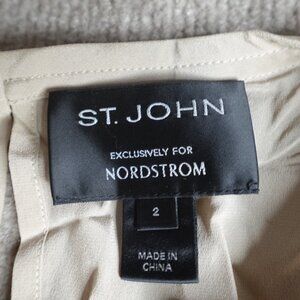 ST. JOHN
EXCLUSIVELY FOR
NORDSTROM
2
MADE IN
CHINA